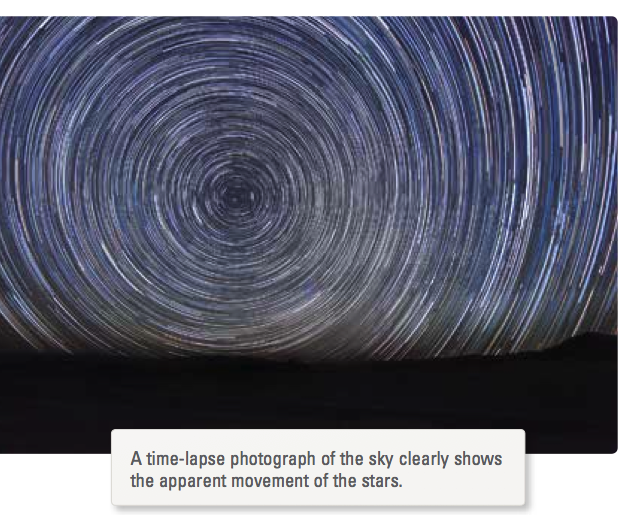 A time-lapse photograph of the sky clearly shows
the apparent movement of the stars.